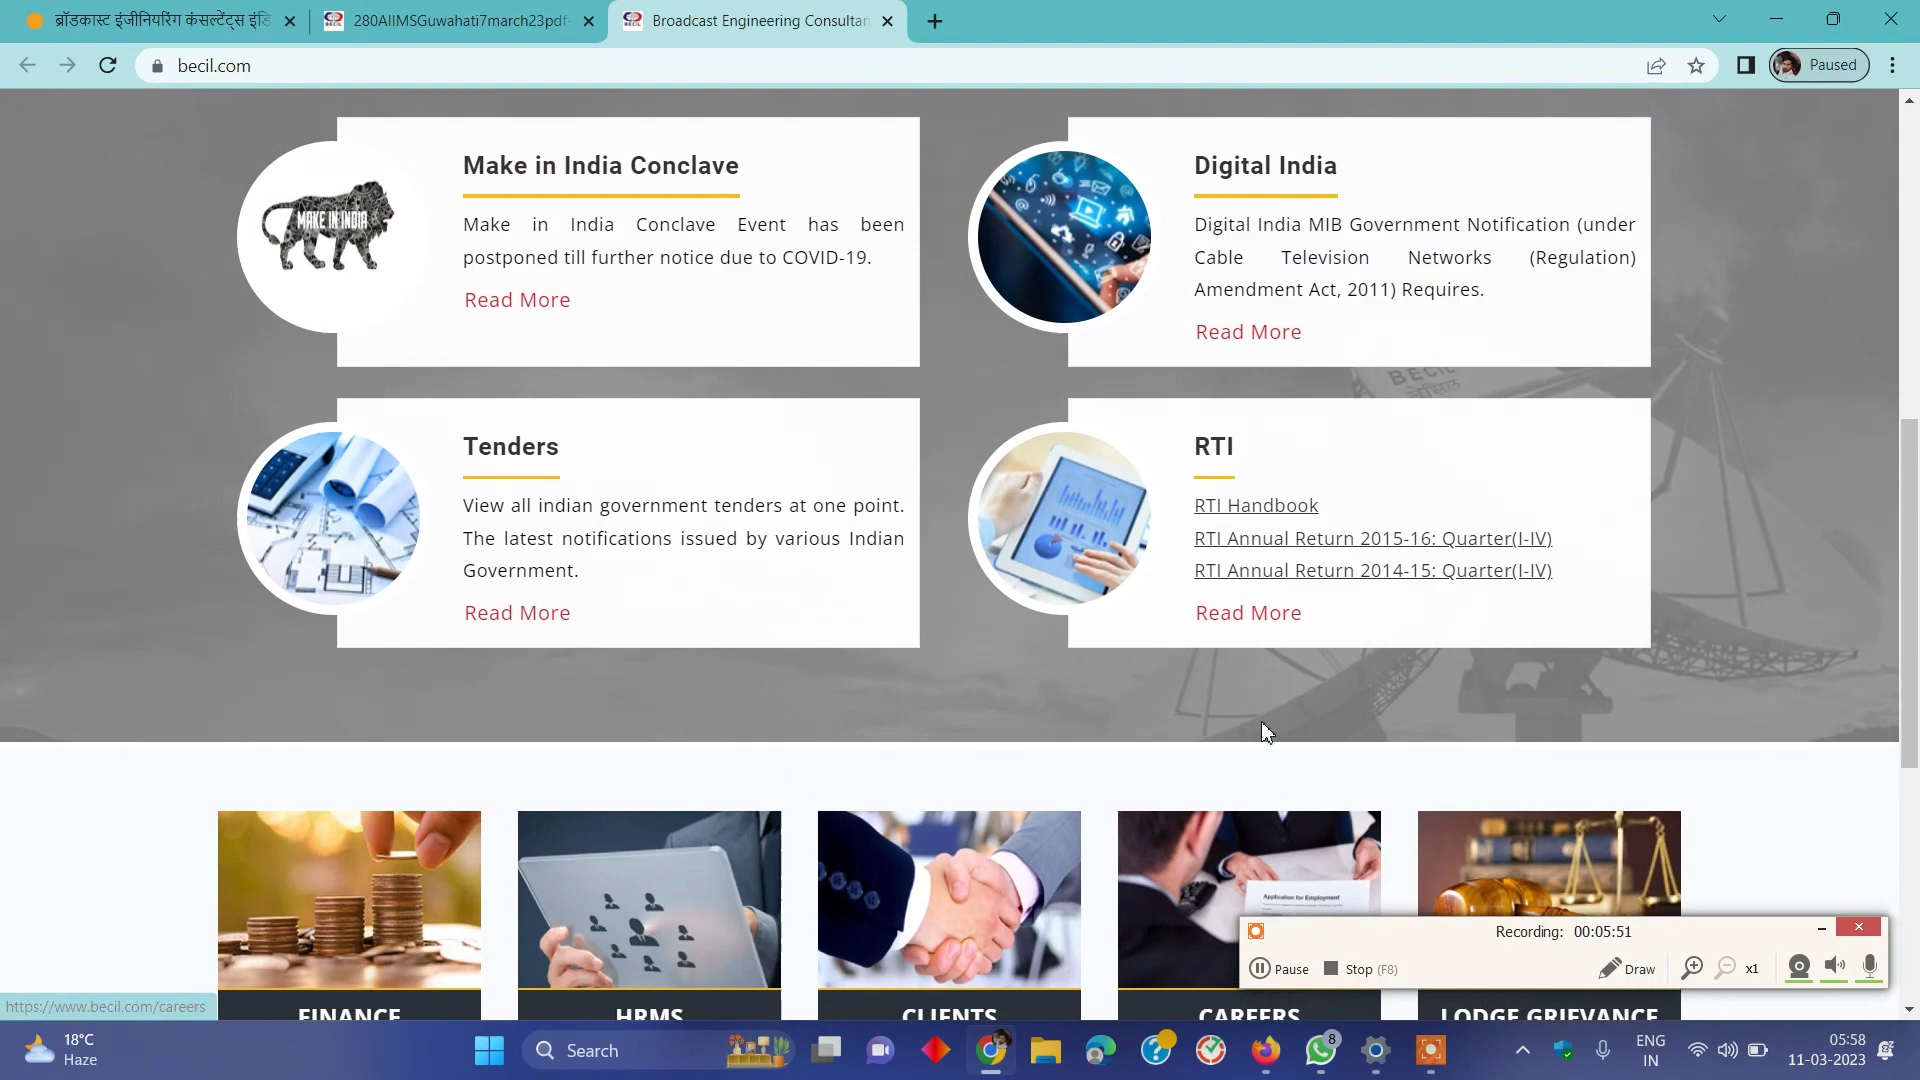 ब्रॉडकास्ट इंजीनियरिंग कंसल्टेंट्स इंडि
280AIIMSGuwahati7march23pdf-
Broadcast Engineering Consultan
becil.com
Paused
Make in India Conclave
Make in India Conclave Event has been
postponed till further notice due to COVID-19.
Read More
MAKE IN INDIA
Digital India
Digital India MIB Government Notification (under
Cable Television Networks (Regulation)
Amendment Act, 2011) Requires.
Read More
BECIL
बेसिल
Tenders
View all indian government tenders at one point.
The latest notifications issued by various Indian
Government.
Read More
RTI
RTI Handbook
RTI Annual Return 2015-16: Quarter(I-IV)
RTI Annual Return 2014-15: Quarter(I-IV)
Read More
Application for Employment
Recording: 00:05:51
Pause
Stop (F8)
Draw
x1
FINANCE
HRMS
CLIENTS
CAREERS
LODGE GRIEVANCE
https://www.becil.com/careers
18°C
Haze
Search
8
ENG
IN
05:58
11-03-2023